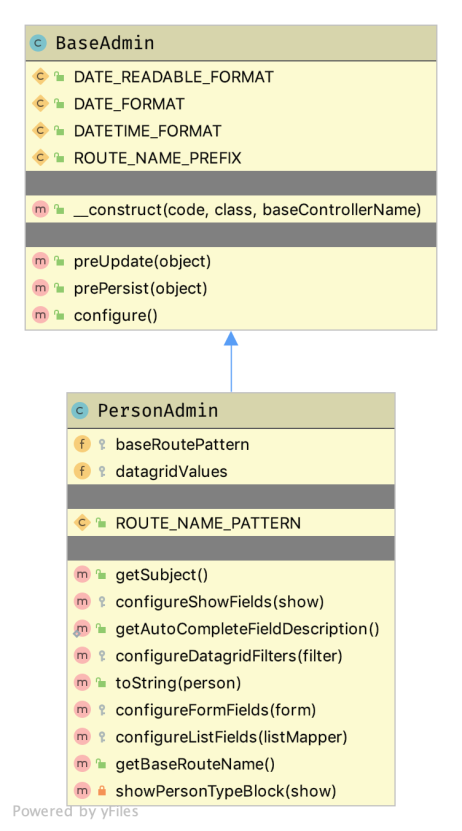 BaseAdmin
DATE_READABLE_FORMAT
DATE_FORMAT
DATETIME_FORMAT
ROUTE_NAME_PREFIX
__construct(code, class, baseControllerName)
preUpdate(object)
prePersist(object)
configure()
PersonAdmin
baseRoutePattern
datagridValues
ROUTE_NAME_PATTERN
getSubject()
configureShowFields(show)
getAutoCompleteFieldDescription()
configureDatagridFilters(filter)
toString(person)
configureFormFields(form)
configureListFields(listMapper)
getBaseRouteName()
showPersonTypeBlock(show)
Powered by yFiles